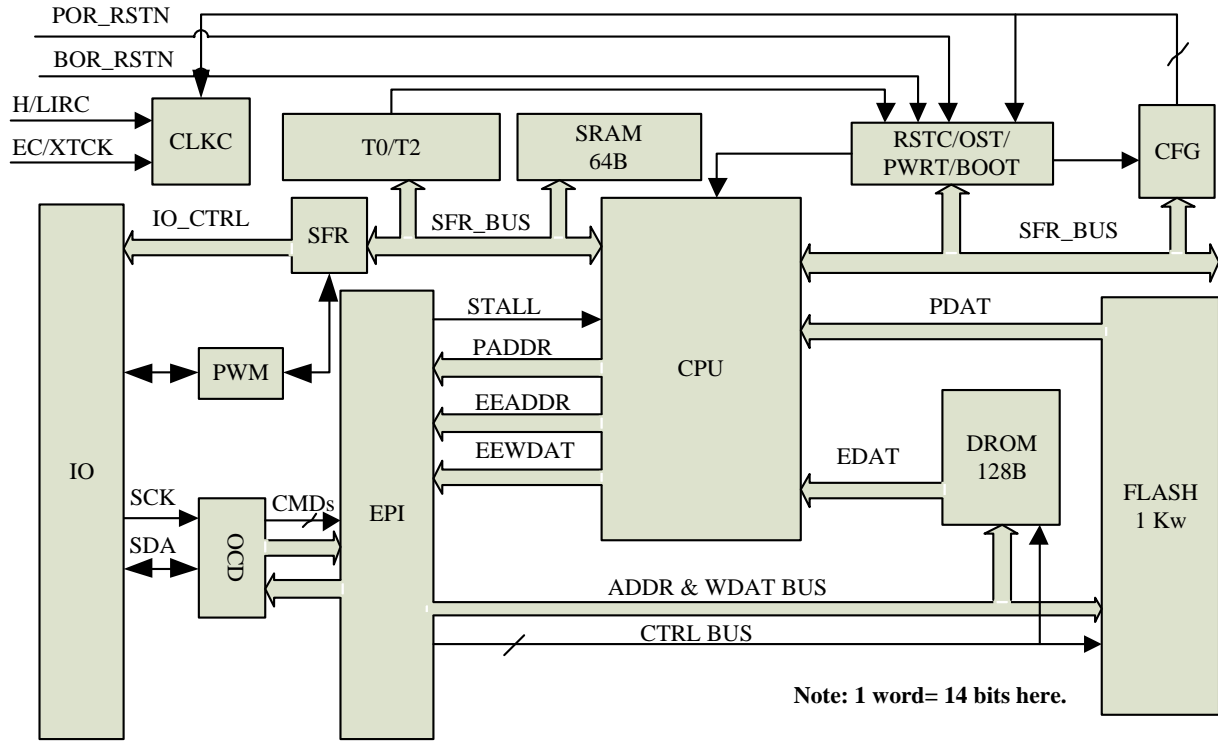 POR_RSTN
BOR_RSTN
H/LIRC
EC/XTCK
CLKC
T0/T2
SRAM
64B
RSTC/OST/
PWRT/BOOT
CFG
IO_CTRL
SFR
SFR_BUS
SFR_BUS
STALL
PDAT
PADDR
PWM
CPU
EEADDR
EEWDAT
EDAT
DROM
128B
IO
SCK
CMDs
EPI
FLASH
1 Kw
SDA
OCD
ADDR & WDAT BUS
CTRL BUS
Note: 1 word= 14 bits here.